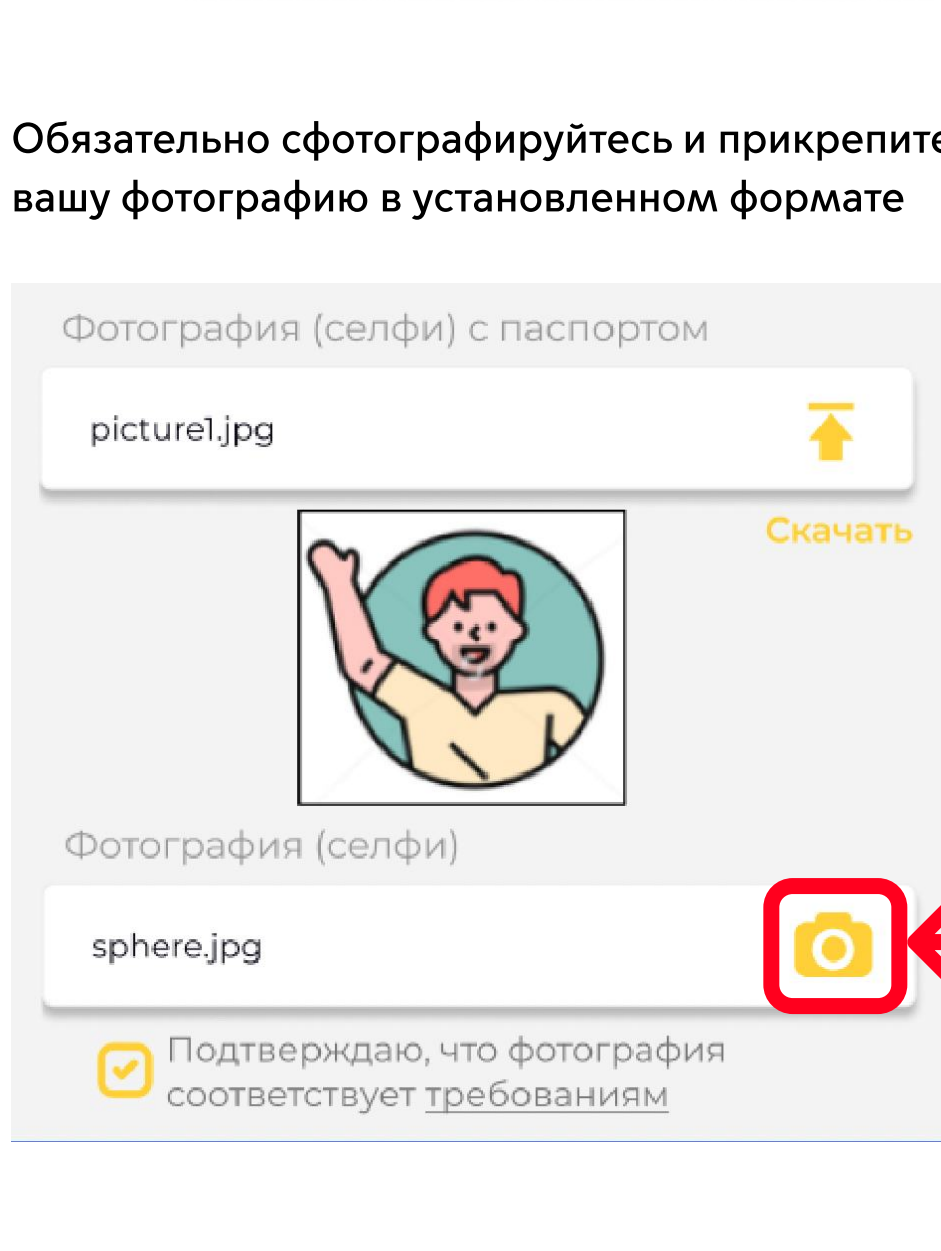 Обязательно сфотографируйтесь и прикрепите
вашу фотографию в установленном формате
Фотография (селфи) с паспортом
picture1.jpg
Скачать
Фотография (селфи)
sphere.jpg
Подтверждаю, что фотография
соответствует требованиям